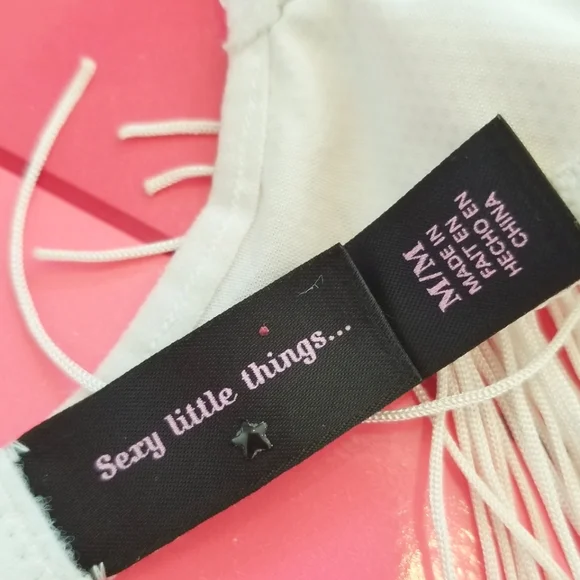 Sexy little things...
M/M
MADE IN
FAIT EN
HECHO EN
CHINA